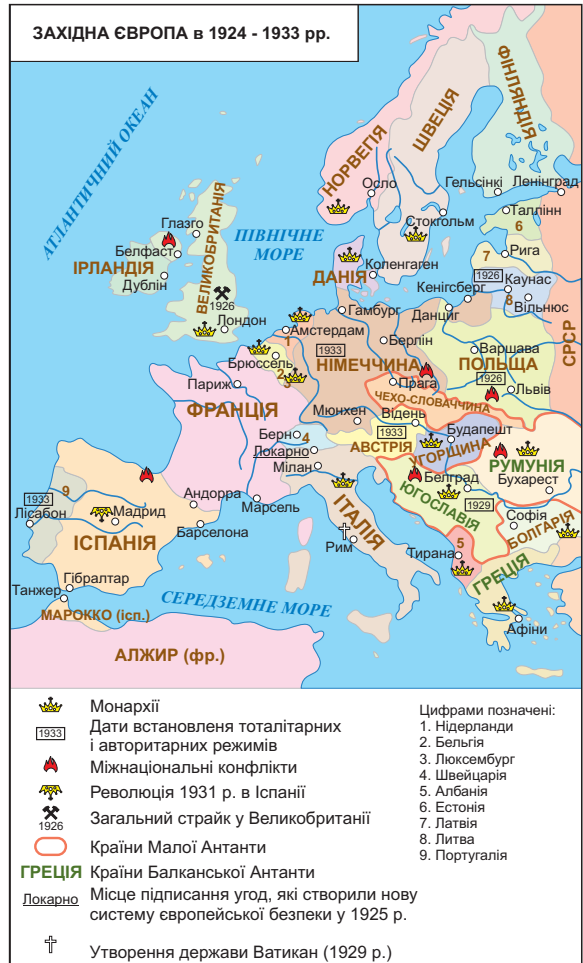 ЗАХІДНА ЄВРОПА в 1924 - 1933 рр.
АТЛАНТИЧНИЙ ОКЕАН
НОРВЕГІЯ
ШВЕЦІЯ
ФІНЛЯНДІЯ
Осло
Гельсінкі
Ленінград
Стокгольм
Таллінн
6
Глазго
Белфаст
ІРЛАНДІЯ
Дублін
ВЕЛИКОБРИТАНІЯ
ПІВНІЧНЕ
МОРЕ
ДАНІЯ
Копенгаген
7
Рига
1926
Каунас
8
Вільнюс
Кенігсберг
Данциг
СРСР
1926
Лондон
Амстердам
Гамбург
1
1933
Берлін
НІМЕЧЧИНА
Варшава
ПОЛЬЩА
1926
Львів
Брюссель
2
3
Париж
ФРАНЦІЯ
Прага
ЧЕХО-СЛОВАЧЧИНА
Мюнхен
Відень
1933
АВСТРІЯ
Будапешт
УГОРЩИНА
РУМУНІЯ
Бухарест
Берно
4
Локарно
Мілан
Белград
ЮГОСЛАВІЯ
1929
Софія
БОЛГАРІЯ
ІТАЛІЯ
Рим
Тирана
5
ГРЕЦІЯ
Афіни
9
1933
Лісабон
Мадрид
ІСПАНІЯ
Андорра
Барселона
Марсель
Гібралтар
Танжер
МАРОККО (ісп.)
СЕРЕДЗЕМНЕ МОРЕ
АЛЖИР (фр.)
Монархії
1933
Дати встановленя тоталітарних
і авторитарних режимів
Міжнаціональні конфлікти
Революція 1931 р. в Іспанії
1926
Загальний страйк у Великобританії
Країни Малої Антанти
ГРЕЦІЯ Країни Балканської Антанти
Локарно Місце підписання угод, які створили нову
систему європейської безпеки у 1925 р.
Утворення держави Ватикан (1929 р.)
Цифрами позначені:
1. Нідерланди
2. Бельгія
3. Люксембург
4. Швейцарія
5. Албанія
6. Естонія
7. Латвія
8. Литва
9. Португалія